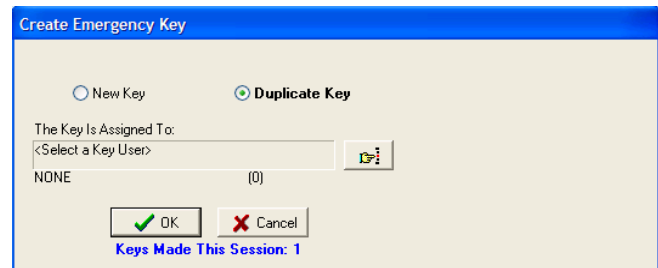 Create Emergency Key
New Key Duplicate Key
The Key Is Assigned To:
<Select a Key User>
NONE (0)
OK Cancel
Keys Made This Session: 1